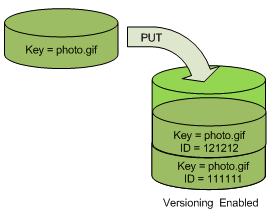 PUT
Key = photo.gif
Key = photo.gif
ID = 121212
Key = photo.gif
ID = 111111
Versioning Enabled